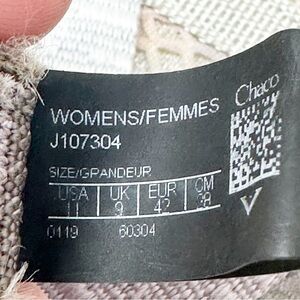 Chaco
WOMENS/FEMMES
J107304
SIZE/GRANDEUR
USA UK EUR CM
11 9 42 28
0119 60304